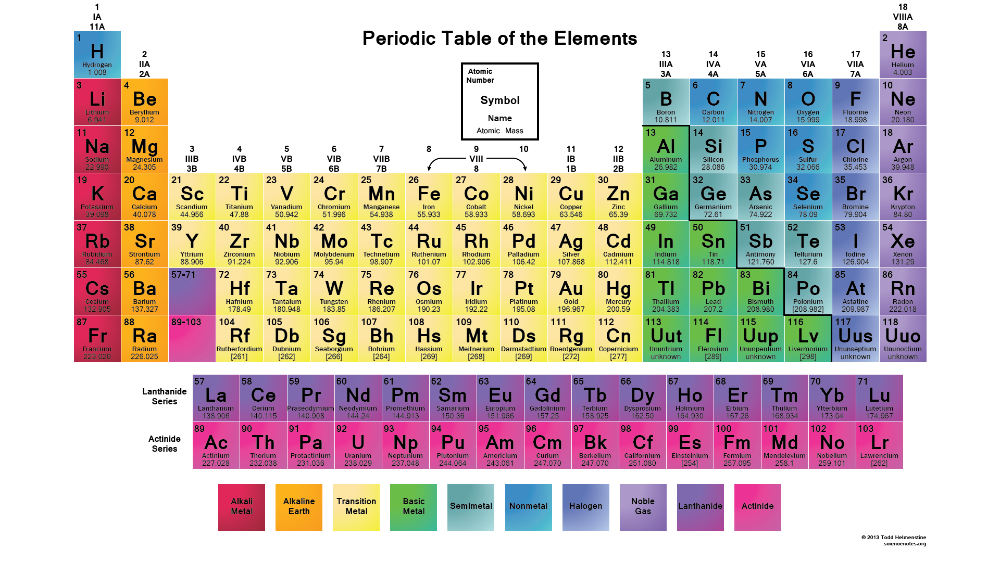 1
IA
11A
18
VIIIA
8A
Periodic Table of the Elements
1
H
Hydrogen
1.008
2
IIA
2A
13
IIIA
3A
14
IVA
4A
15
VA
5A
16
VIA
6A
17
VIIA
7A
2
He
Helium
4.003
Atomic
Number
Symbol
Name
Atomic Mass
3
Li
Lithium
6.941
4
Be
Beryllium
9.012
5
B
Boron
10.811
6
C
Carbon
12.011
7
N
Nitrogen
14.007
8
O
Oxygen
15.999
9
F
Fluorine
18.998
10
Ne
Neon
20.180
11
Na
Sodium
22.990
12
Mg
Magnesium
24.305
3
IIIB
3B
4
IVB
4B
5
VB
5B
6
VIB
6B
7
VIIB
7B
8
9
VIII
8
10
11
IB
1B
12
IIB
2B
13
Al
Aluminum
26.982
14
Si
Silicon
28.086
15
P
Phosphorus
30.974
16
S
Sulfur
32.066
17
Cl
Chlorine
35.453
18
Ar
Argon
39.948
19
K
Potassium
39.098
20
Ca
Calcium
40.078
21
Sc
Scandium
44.956
22
Ti
Titanium
47.88
23
V
Vanadium
50.942
24
Cr
Chromium
51.996
25
Mn
Manganese
54.938
26
Fe
Iron
55.933
27
Co
Cobalt
58.933
28
Ni
Nickel
58.693
29
Cu
Copper
63.546
30
Zn
Zinc
65.39
31
Ga
Gallium
69.732
32
Ge
Germanium
72.61
33
As
Arsenic
74.922
34
Se
Selenium
78.09
35
Br
Bromine
79.904
36
Kr
Krypton
84.80
37
Rb
Rubidium
84.468
38
Sr
Strontium
87.62
39
Y
Yttrium
88.906
40
Zr
Zirconium
91.224
41
Nb
Niobium
92.906
42
Mo
Molybdenum
95.94
43
Tc
Technetium
98.907
44
Ru
Ruthenium
101.07
45
Rh
Rhodium
102.906
46
Pd
Palladium
106.42
47
Ag
Silver
107.868
48
Cd
Cadmium
112.411
49
In
Indium
114.818
50
Sn
Tin
118.71
51
Sb
Antimony
121.760
52
Te
Tellurium
127.6
53
I
Iodine
126.904
54
Xe
Xenon
131.29
55
Cs
Cesium
132.905
56
Ba
Barium
137.327
57-71
72
Hf
Hafnium
178.49
73
Ta
Tantalum
180.948
74
W
Tungsten
183.85
75
Re
Rhenium
186.207
76
Os
Osmium
190.23
77
Ir
Iridium
192.22
78
Pt
Platinum
195.08
79
Au
Gold
196.967
80
Hg
Mercury
200.59
81
Tl
Thallium
204.383
82
Pb
Lead
207.2
83
Bi
Bismuth
208.980
84
Po
Polonium
[208.982]
85
At
Astatine
209.987
86
Rn
Radon
222.018
87
Fr
Francium
223.020
88
Ra
Radium
226.025
89-103
104
Rf
Rutherfordium
[261]
105
Db
Dubnium
[262]
106
Sg
Seaborgium
[266]
107
Bh
Bohrium
[264]
108
Hs
Hassium
[269]
109
Mt
Meitnerium
[268]
110
Ds
Darmstadtium
[269]
111
Rg
Roentgenium
[272]
112
Cn
Copernicium
[277]
113
Uut
Ununtrium
unknown
114
Fl
Flerovium
[289]
115
Uup
Ununpentium
unknown
116
Lv
Livermorium
[298]
117
Uus
Ununseptium
unknown
118
Uuo
Ununoctium
unknown
Lanthanide
Series
57
La
Lanthanum
138.906
58
Ce
Cerium
140.115
59
Pr
Praseodymium
140.908
60
Nd
Neodymium
144.24
61
Pm
Promethium
144.913
62
Sm
Samarium
150.36
63
Eu
Europium
151.966
64
Gd
Gadolinium
157.25
65
Tb
Terbium
158.925
66
Dy
Dysprosium
162.50
67
Ho
Holmium
164.930
68
Er
Erbium
167.26
69
Tm
Thulium
168.934
70
Yb
Ytterbium
173.04
71
Lu
Lutetium
174.967
Actinide
Series
89
Ac
Actinium
227.028
90
Th
Thorium
232.038
91
Pa
Protactinium
231.036
92
U
Uranium
238.029
93
Np
Neptunium
237.048
94
Pu
Plutonium
244.064
95
Am
Americium
243.061
96
Cm
Curium
247.070
97
Bk
Berkelium
247.070
98
Cf
Californium
251.080
99
Es
Einsteinium
[254]
100
Fm
Fermium
257.095
101
Md
Mendelevium
258.1
102
No
Nobelium
259.101
103
Lr
Lawrencium
[262]
Alkali
Metal
Alkaline
Earth
Transition
Metal
Basic
Metal
Semimetal
Nonmetal
Halogen
Noble
Gas
Lanthanide
Actinide
© 2013 Todd Helmenstine
sciencenotes.org